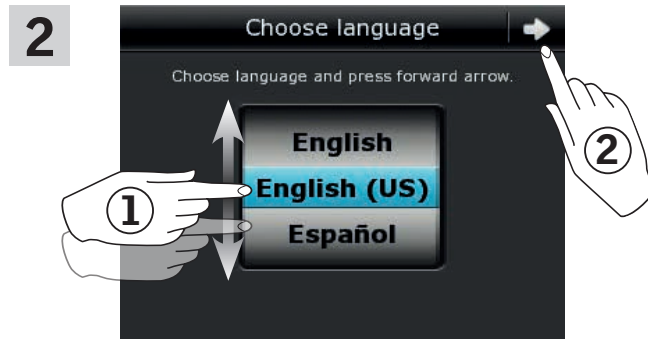 2
Choose language
Choose language and press forward arrow.
English
English (US)
Español
1
2